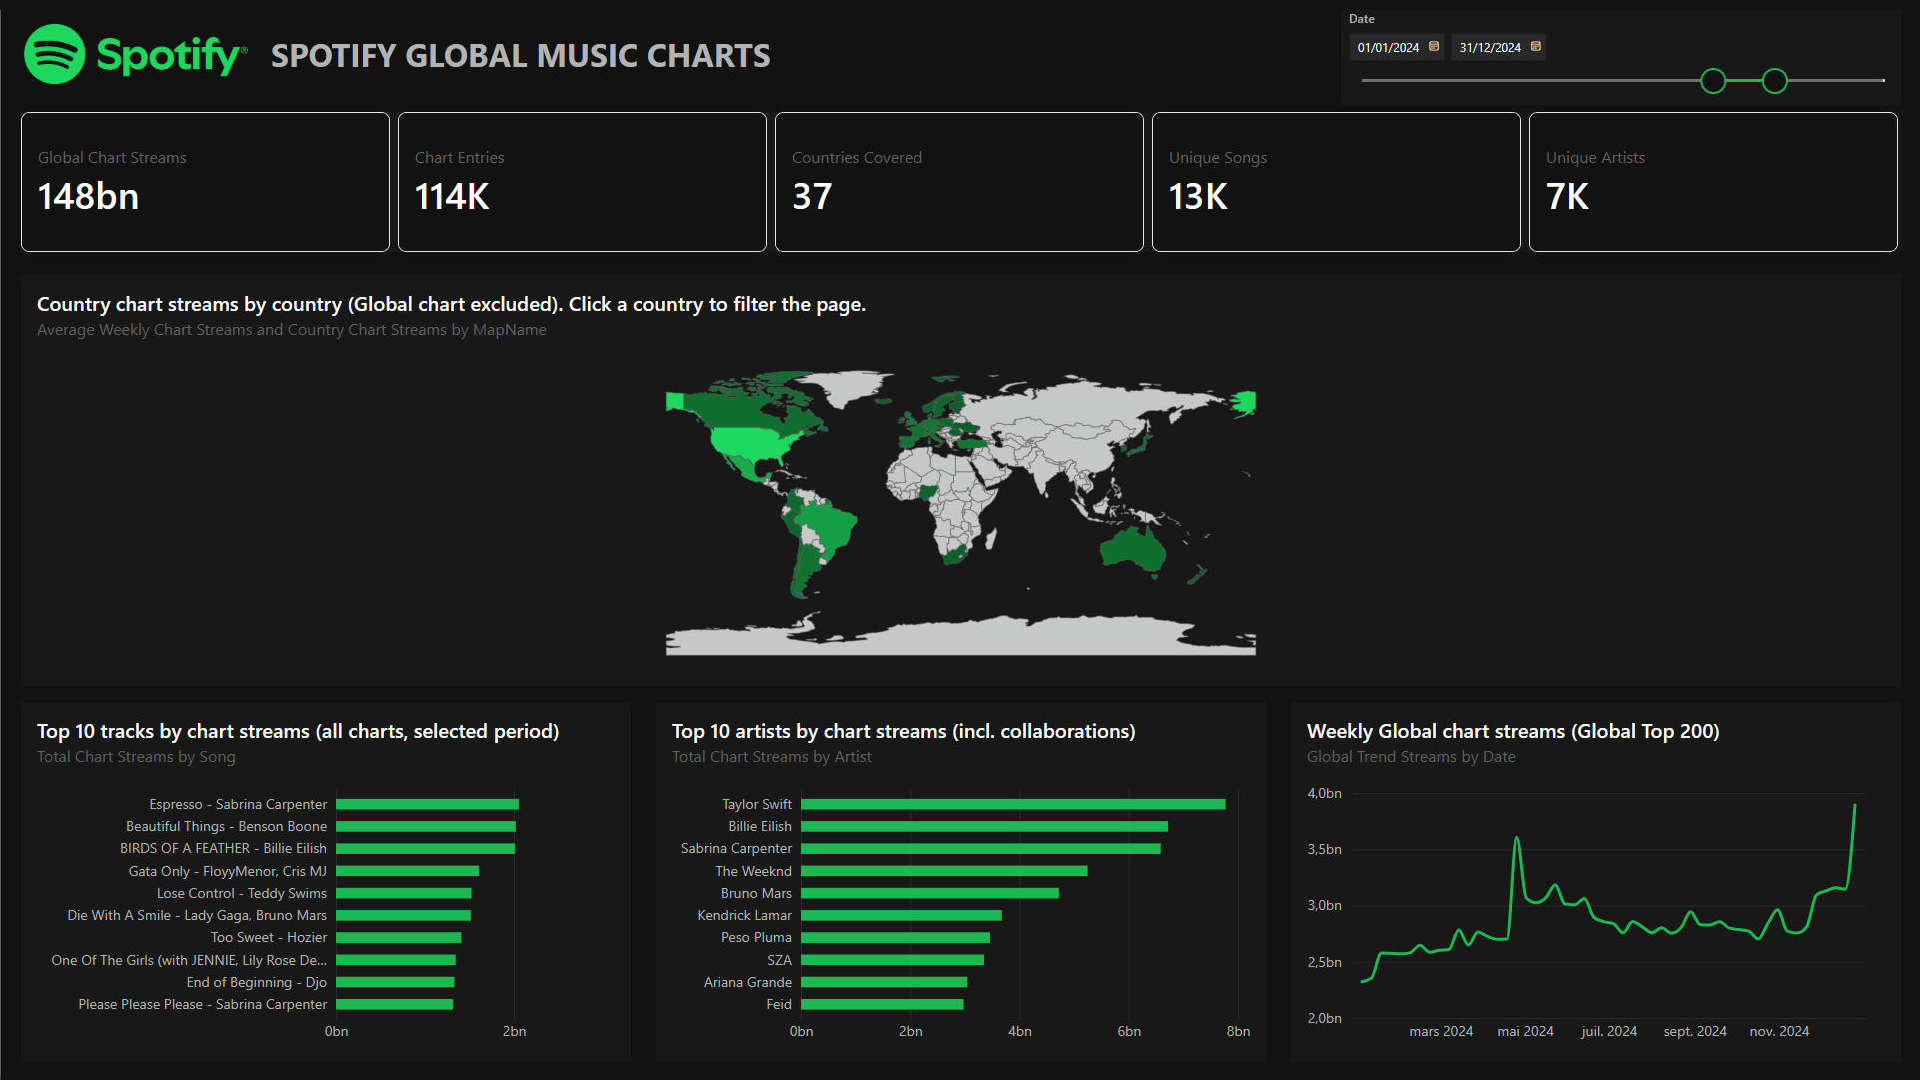 Spotify®
SPOTIFY GLOBAL MUSIC CHARTS
Date
01/01/2024
31/12/2024
Global Chart Streams
148bn
Chart Entries
114K
Countries Covered
37
Unique Songs
13K
Unique Artists
7K
Country chart streams by country (Global chart excluded). Click a country to filter the page.
Average Weekly Chart Streams and Country Chart Streams by MapName
Top 10 tracks by chart streams (all charts, selected period)
Total Chart Streams by Song
Espresso - Sabrina Carpenter
Beautiful Things - Benson Boone
BIRDS OF A FEATHER - Billie Eilish
Gata Only - FloyyMenor, Cris MJ
Lose Control - Teddy Swims
Die With A Smile - Lady Gaga, Bruno Mars
Too Sweet - Hozier
One Of The Girls (with JENNIE, Lily Rose De...
End of Beginning - Djo
Please Please Please - Sabrina Carpenter
0bn 2bn
Top 10 artists by chart streams (incl. collaborations)
Total Chart Streams by Artist
Taylor Swift
Billie Eilish
Sabrina Carpenter
The Weeknd
Bruno Mars
Kendrick Lamar
Peso Pluma
SZA
Ariana Grande
Feid
0bn 2bn 4bn 6bn 8bn
Weekly Global chart streams (Global Top 200)
Global Trend Streams by Date
4,0bn
3,5bn
3,0bn
2,5bn
2,0bn
mars 2024 mai 2024 juil. 2024 sept. 2024 nov. 2024